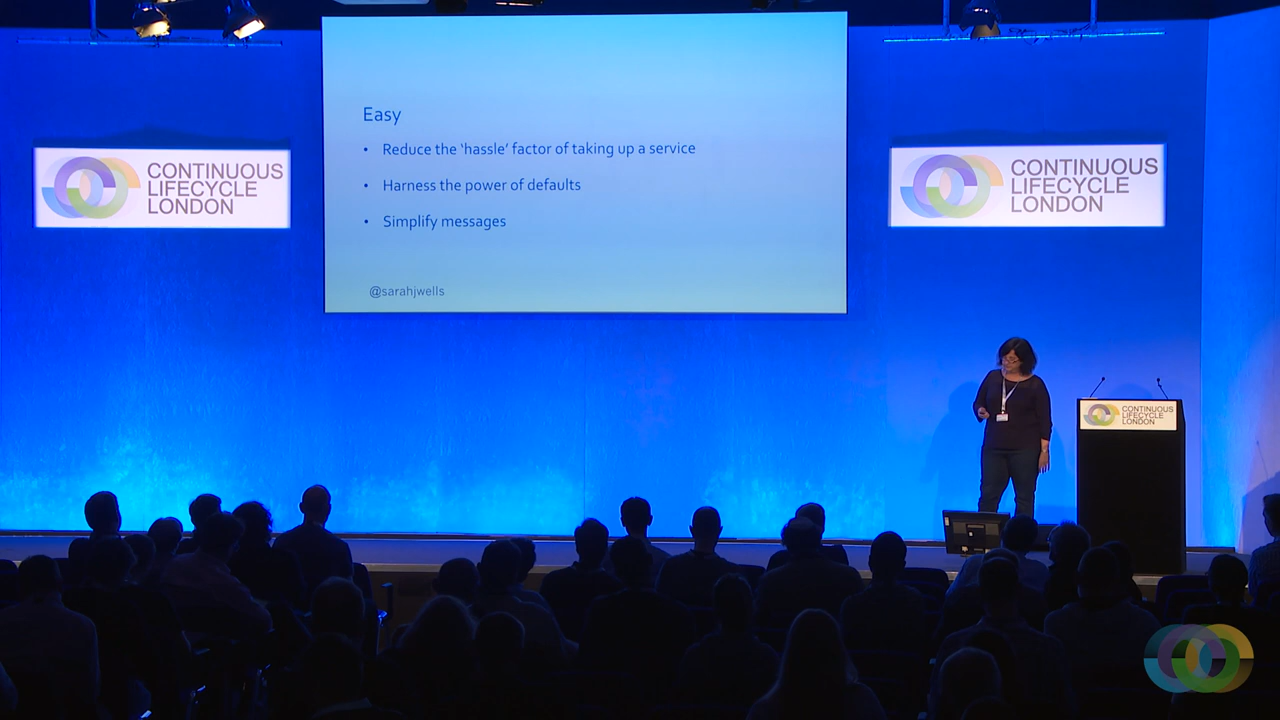 Easy
• Reduce the ‘hassle’ factor of taking up a service
• Harness the power of defaults
• Simplify messages
@sarahjwells
CONTINUOUS
LIFECYCLE
LONDON
CONTINUOUS
LIFECYCLE
LONDON
CONTINUOUS
LIFECYCLE
LONDON